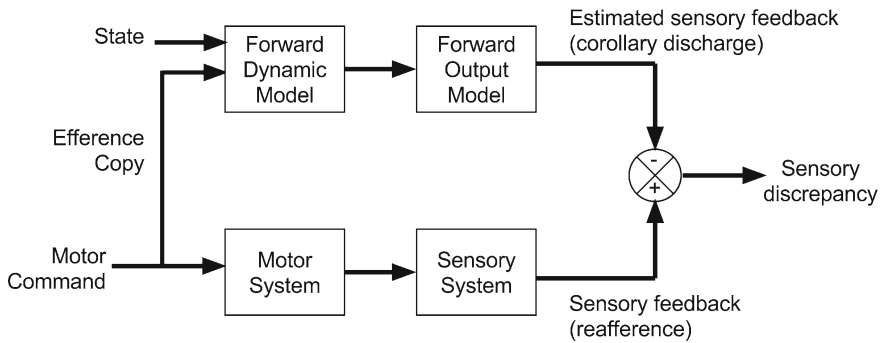 Estimated sensory feedback
(corollary discharge)
State
Forward
Dynamic
Model
Forward
Output
Model
Efference
Copy
-
+
Sensory
discrepancy
Motor
Command
Motor
System
Sensory
System
Sensory feedback
(reafference)